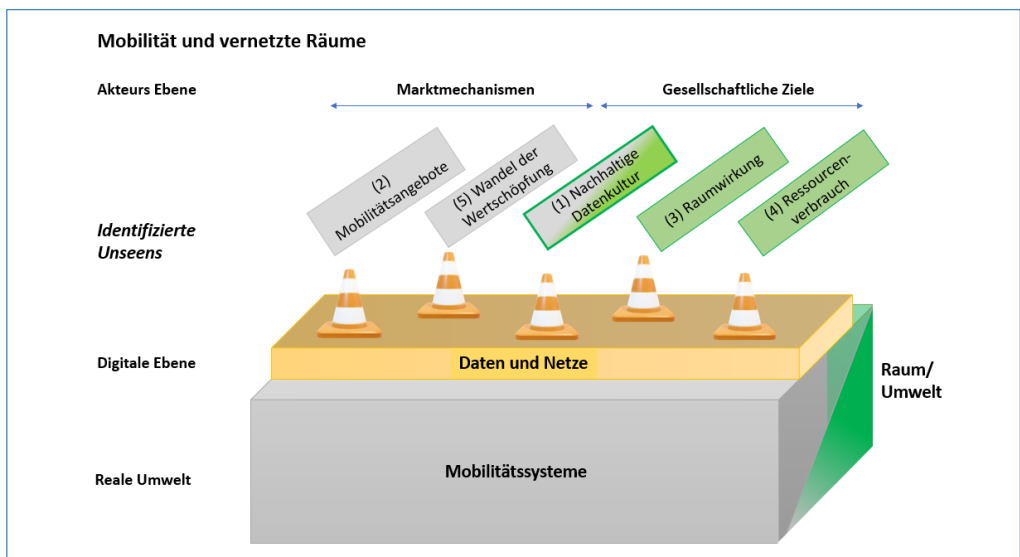 Mobilität und vernetzte Räume
Akteurs Ebene
Marktmechanismen
Gesellschaftliche Ziele
(2)
Mobilitätsangebote
(5) Wandel der
Wertschöpfung
(1) Nachhaltige
Datenkultur
(3) Raumwirkung
(4) Ressourcen-
verbrauch
Identifizierte
Unseens
Digitale Ebene
Daten und Netze
Raum/
Umwelt
Reale Umwelt
Mobilitätssysteme